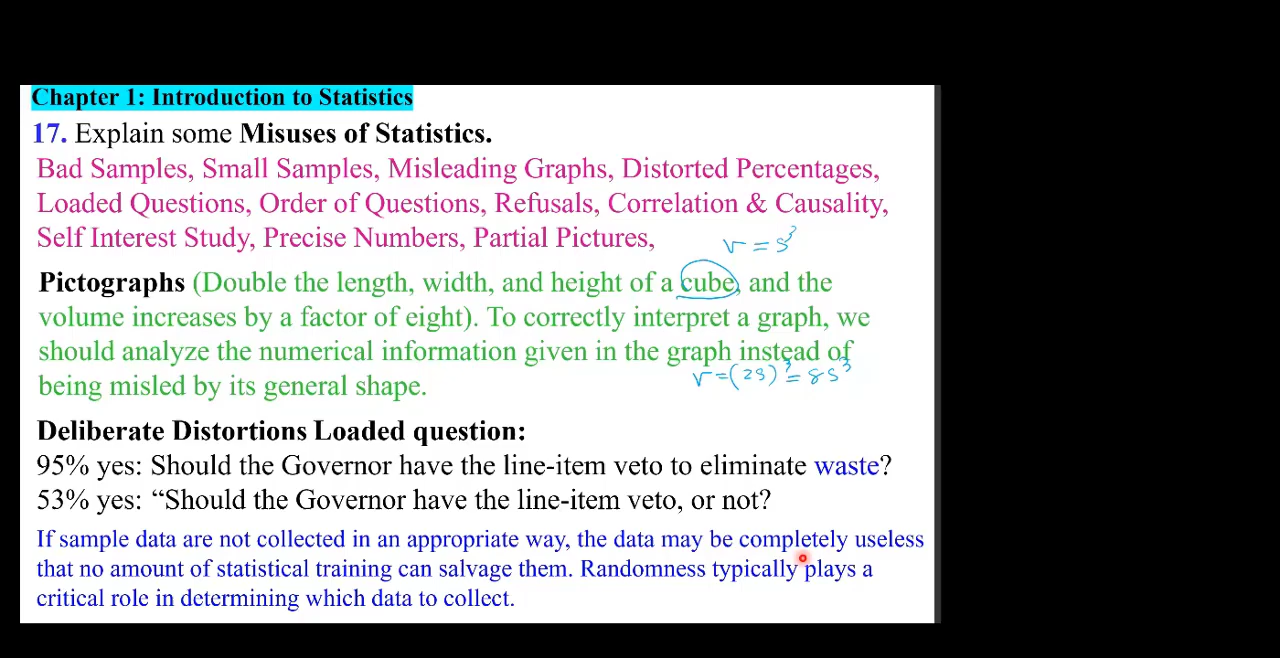 Chapter 1: Introduction to Statistics
17. Explain some Misuses of Statistics.
Bad Samples, Small Samples, Misleading Graphs, Distorted Percentages,
Loaded Questions, Order of Questions, Refusals, Correlation & Causality,
Self Interest Study, Precise Numbers, Partial Pictures,
v = s³
Pictographs (Double the length, width, and height of a cube, and the
volume increases by a factor of eight). To correctly interpret a graph, we
should analyze the numerical information given in the graph instead of
being misled by its general shape.
v = (2s)³ = 8s³
Deliberate Distortions Loaded question:
95% yes: Should the Governor have the line-item veto to eliminate waste?
53% yes: “Should the Governor have the line-item veto, or not?
If sample data are not collected in an appropriate way, the data may be completely useless
that no amount of statistical training can salvage them. Randomness typically plays a
critical role in determining which data to collect.